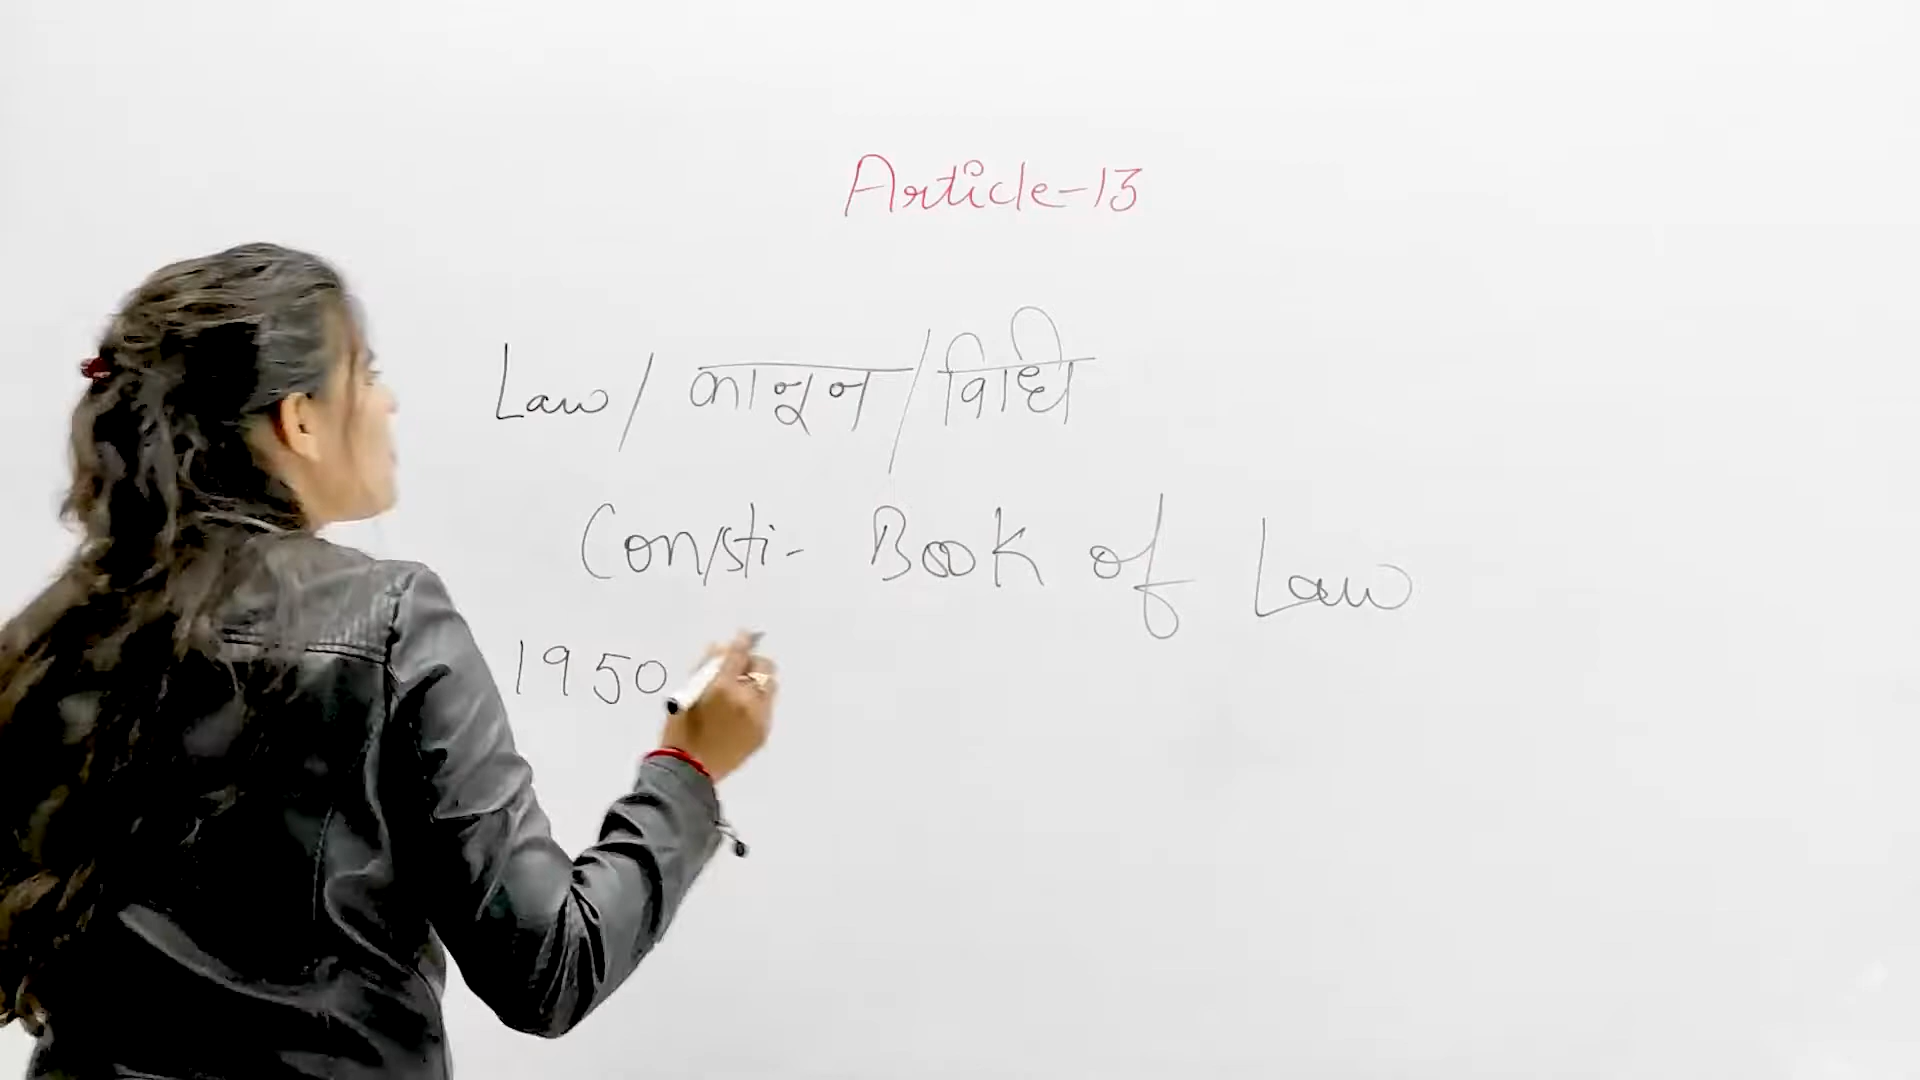 Article-13
Law / कानून / विधि
Consti- Book of Law
1950